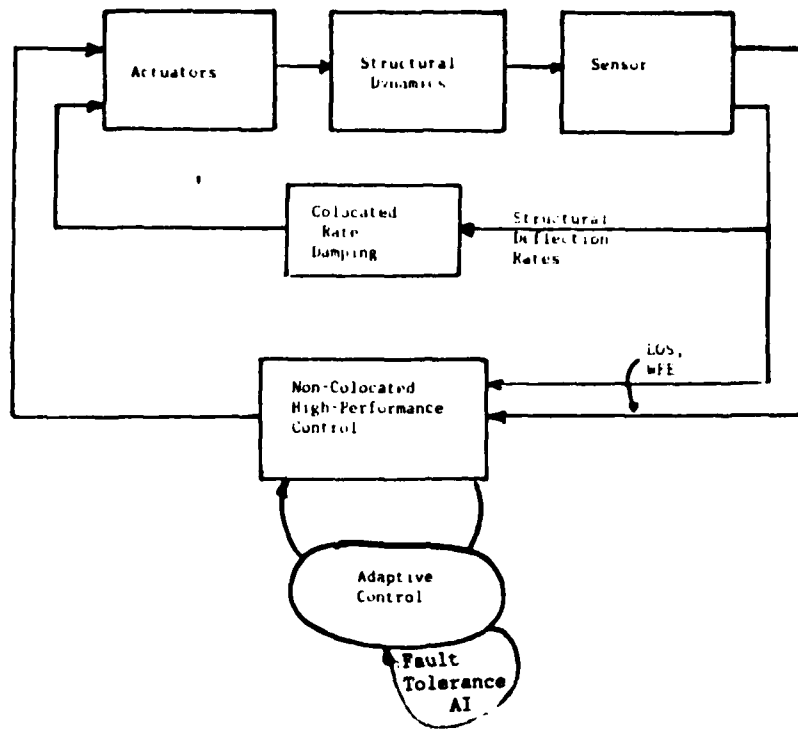 Actuators
Structural
Dynamics
Sensor
Colocated
Rate
Damping
Structural
Deflection
Rates
LOS,
WFE
Non-Colocated
High-Performance
Control
Adaptive
Control
Fault
Tolerance
AI